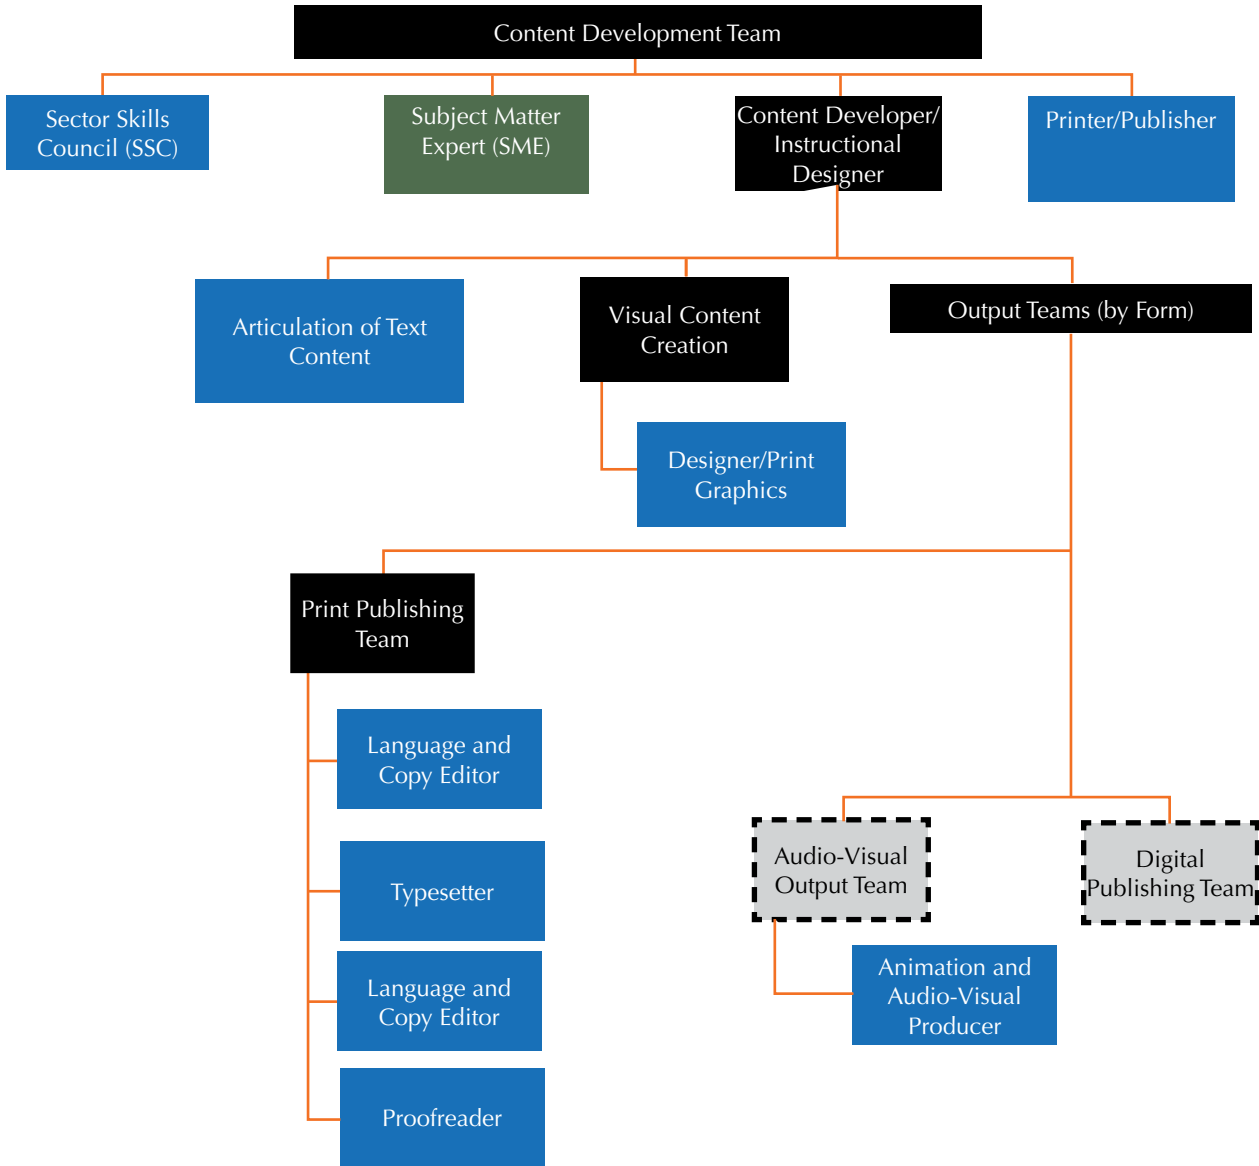 Content Development Team
Sector Skills
Council (SSC)
Subject Matter
Expert (SME)
Content Developer/
Instructional
Designer
Printer/Publisher
Articulation of Text
Content
Visual Content
Creation
Output Teams (by Form)
Designer/Print
Graphics
Print Publishing
Team
Language and
Copy Editor
Typesetter
Language and
Copy Editor
Proofreader
Audio-Visual
Output Team
Digital
Publishing Team
Animation and
Audio-Visual
Producer